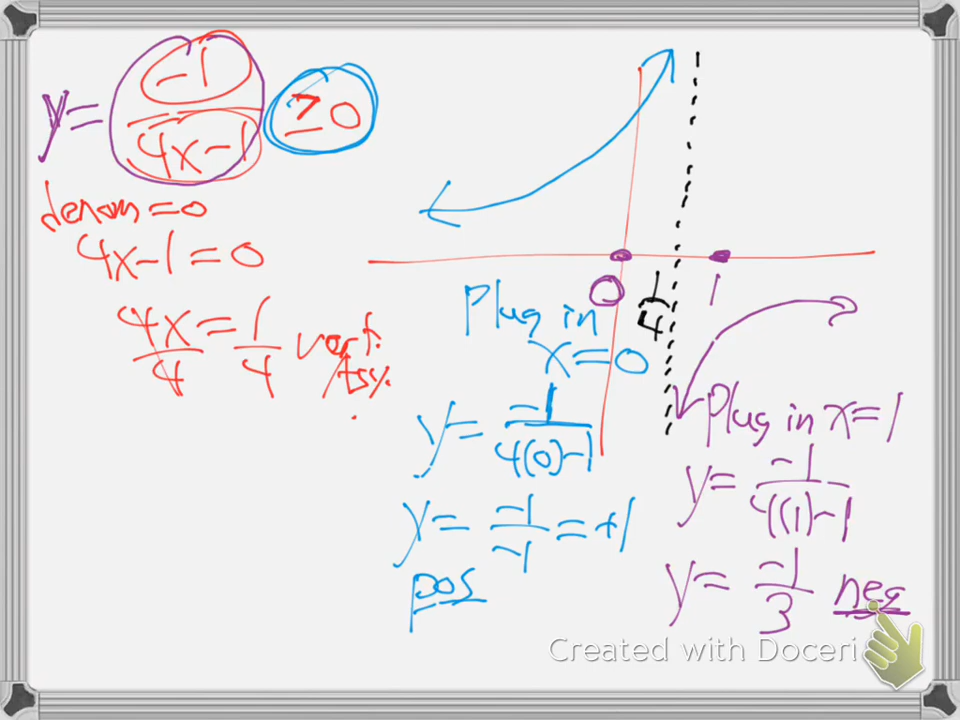 y = -1/(4x-1) ≥ 0
denom = 0
4x-1 = 0
4x/4 = 1/4 vert.
Asy.
0 1/4 1
Plug in
x = 0
y = -1/(4(0)-1)
y = -1/-1 = +1
pos
Plug in x = 1
y = -1/(4(1)-1)
y = -1/3 neg
Created with Doceri